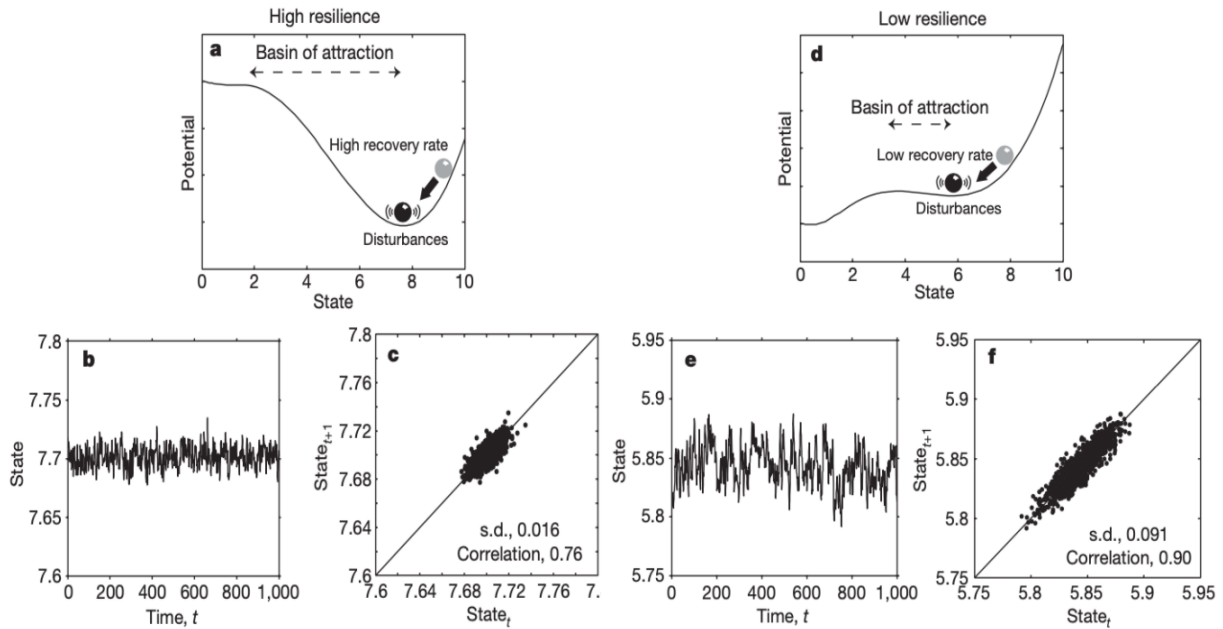 High resilience
a
Basin of attraction
High recovery rate
Disturbances
Potential
0 2 4 6 8 10
State
Low resilience
d
Basin of attraction
Low recovery rate
Disturbances
Potential
0 2 4 6 8 10
State
b
7.8
7.75
7.7
7.65
7.6
State
0 200 400 600 800 1,000
Time, t
c
7.8
7.76
7.72
7.68
7.64
7.6
State t+1
s.d., 0.016
Correlation, 0.76
7.6 7.64 7.68 7.72 7.76 7.
State t
e
5.95
5.9
5.85
5.8
5.75
State
0 200 400 600 800 1,000
Time, t
f
5.95
5.9
5.85
5.8
5.75
State t+1
s.d., 0.091
Correlation, 0.90
5.75 5.8 5.85 5.9 5.95
State t